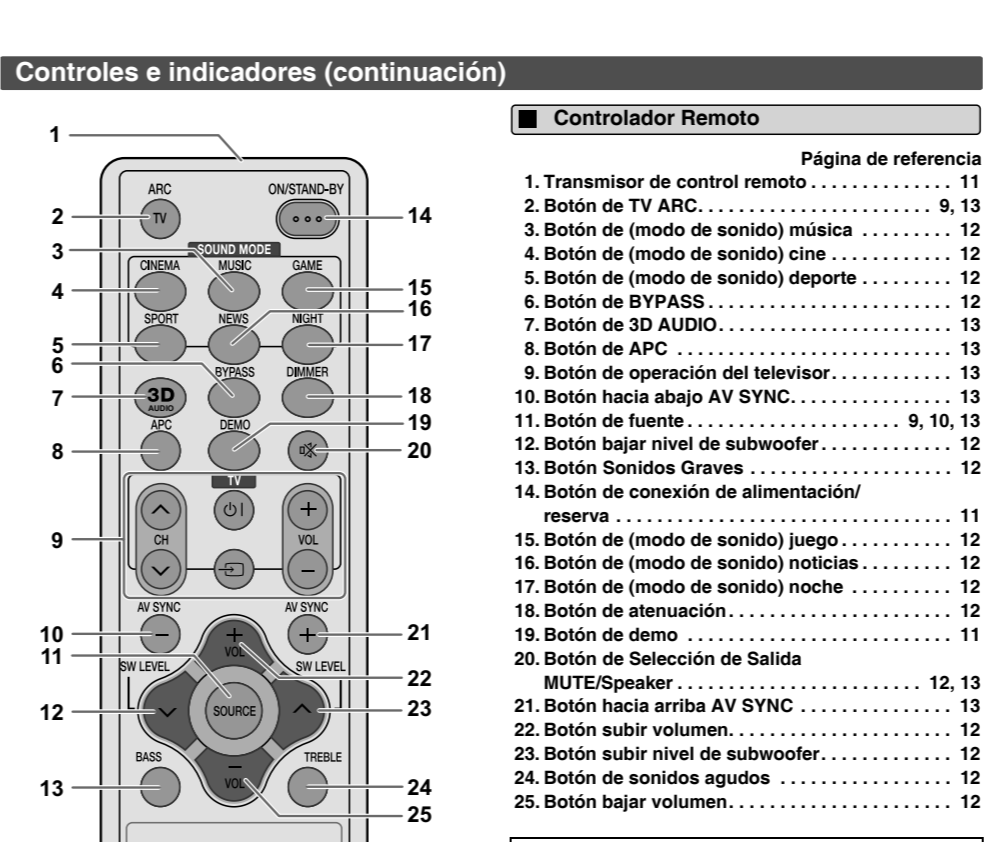 Controles e indicadores (continuación)
1
ARC
ON/STAND-BY
2
TV
14
SOUND MODE
3
CINEMA
MUSIC
GAME
4
15
16
SPORT
NEWS
NIGHT
5
17
6
BYPASS
DIMMER
7
3D
AUDIO
18
APC
DEMO
19
8
20
TV
9
CH
VOL
AV SYNC
AV SYNC
10
21
11
VOL
SW LEVEL
SW LEVEL
22
12
SOURCE
23
BASS
TREBLE
13
VOL
24
25
Controlador Remoto
Página de referencia
1. Transmisor de control remoto . . . . . . . . . . . . . . 11
2. Botón de TV ARC. . . . . . . . . . . . . . . . . . . . . . . 9, 13
3. Botón de (modo de sonido) música . . . . . . . . . 12
4. Botón de (modo de sonido) cine . . . . . . . . . . . . 12
5. Botón de (modo de sonido) deporte . . . . . . . . . 12
6. Botón de BYPASS . . . . . . . . . . . . . . . . . . . . . . . . 12
7. Botón de 3D AUDIO. . . . . . . . . . . . . . . . . . . . . . . 13
8. Botón de APC . . . . . . . . . . . . . . . . . . . . . . . . . . . 13
9. Botón de operación del televisor. . . . . . . . . . . . 13
10. Botón hacia abajo AV SYNC. . . . . . . . . . . . . . . . 13
11. Botón de fuente . . . . . . . . . . . . . . . . . . . . . 9, 10, 13
12. Botón bajar nivel de subwoofer . . . . . . . . . . . . . 12
13. Botón Sonidos Graves . . . . . . . . . . . . . . . . . . . . 12
14. Botón de conexión de alimentación/
reserva . . . . . . . . . . . . . . . . . . . . . . . . . . . . . . . . . 11
15. Botón de (modo de sonido) juego . . . . . . . . . . . 12
16. Botón de (modo de sonido) noticias . . . . . . . . . 12
17. Botón de (modo de sonido) noche . . . . . . . . . . 12
18. Botón de atenuación . . . . . . . . . . . . . . . . . . . . . . 12
19. Botón de demo . . . . . . . . . . . . . . . . . . . . . . . . . . 11
20. Botón de Selección de Salida
MUTE/Speaker . . . . . . . . . . . . . . . . . . . . . . . . 12, 13
21. Botón hacia arriba AV SYNC . . . . . . . . . . . . . . . 13
22. Botón subir volumen. . . . . . . . . . . . . . . . . . . . . . 12
23. Botón subir nivel de subwoofer . . . . . . . . . . . . . 12
24. Botón de sonidos agudos . . . . . . . . . . . . . . . . . 12
25. Botón bajar volumen. . . . . . . . . . . . . . . . . . . . . . 12